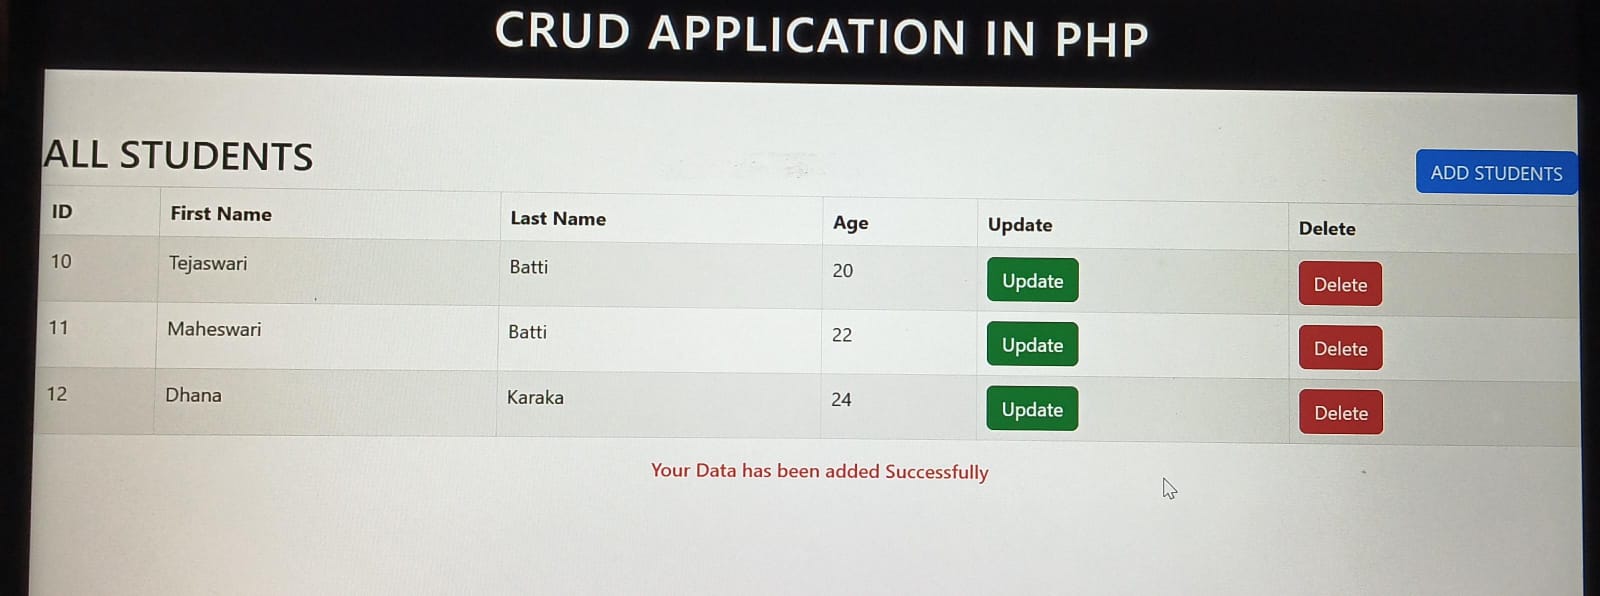 CRUD APPLICATION IN PHP
ALL STUDENTS
ADD STUDENTS
ID First Name Last Name Age Update Delete
10 Tejaswari Batti 20 Update Delete
11 Maheswari Batti 22 Update Delete
12 Dhana Karaka 24 Update Delete
Your Data has been added Successfully